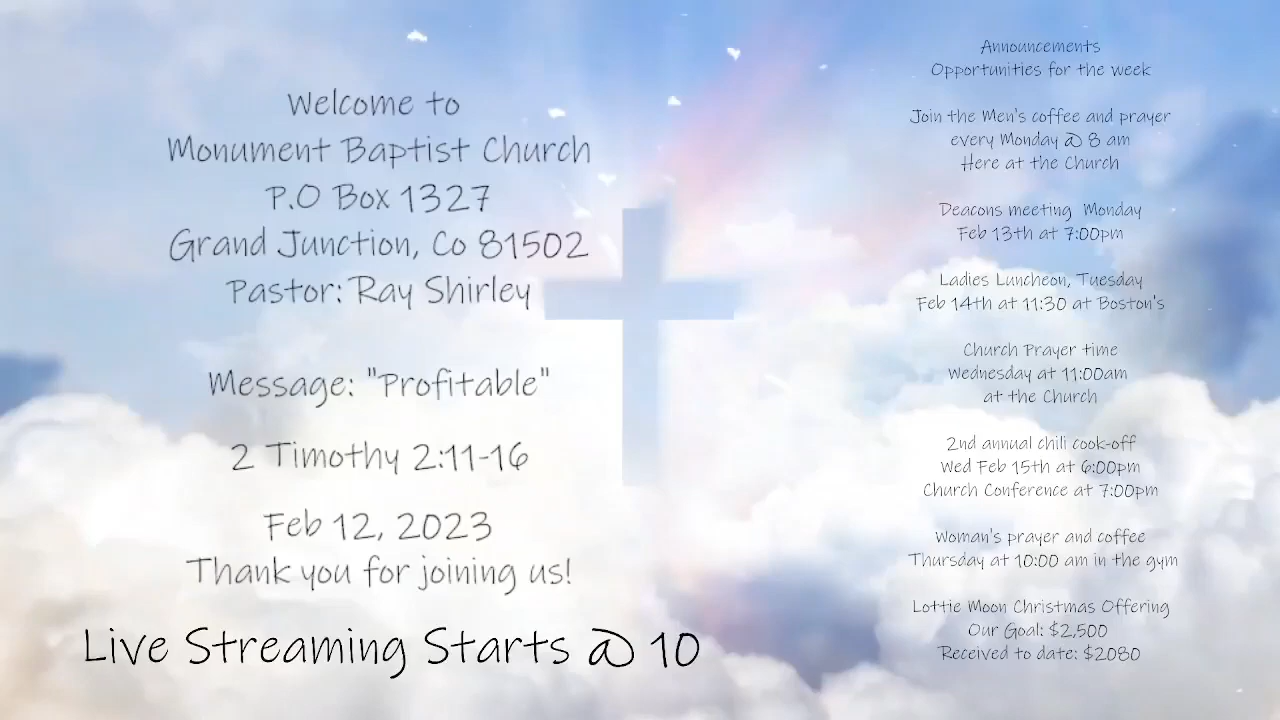 Welcome to
Monument Baptist Church
P.O Box 1327
Grand Junction, Co 81502
Pastor: Ray Shirley
Message: "Profitable"
2 Timothy 2:11-16
Feb 12, 2023
Thank you for joining us!
Live Streaming Starts @ 10
Announcements
Opportunities for the week
Join the Men's coffee and prayer
every Monday @ 8 am
Here at the Church
Deacons meeting Monday
Feb 13th at 7:00pm
Ladies Luncheon, Tuesday
Feb 14th at 11:30 at Boston's
Church Prayer time
Wednesday at 11:00am
at the Church
2nd annual chili cook-off
Wed Feb 15th at 6:00pm
Church Conference at 7:00pm
Woman's prayer and coffee
Thursday at 10:00 am in the gym
Lottie Moon Christmas Offering
Our Goal: $2,500
Received to date: $2080